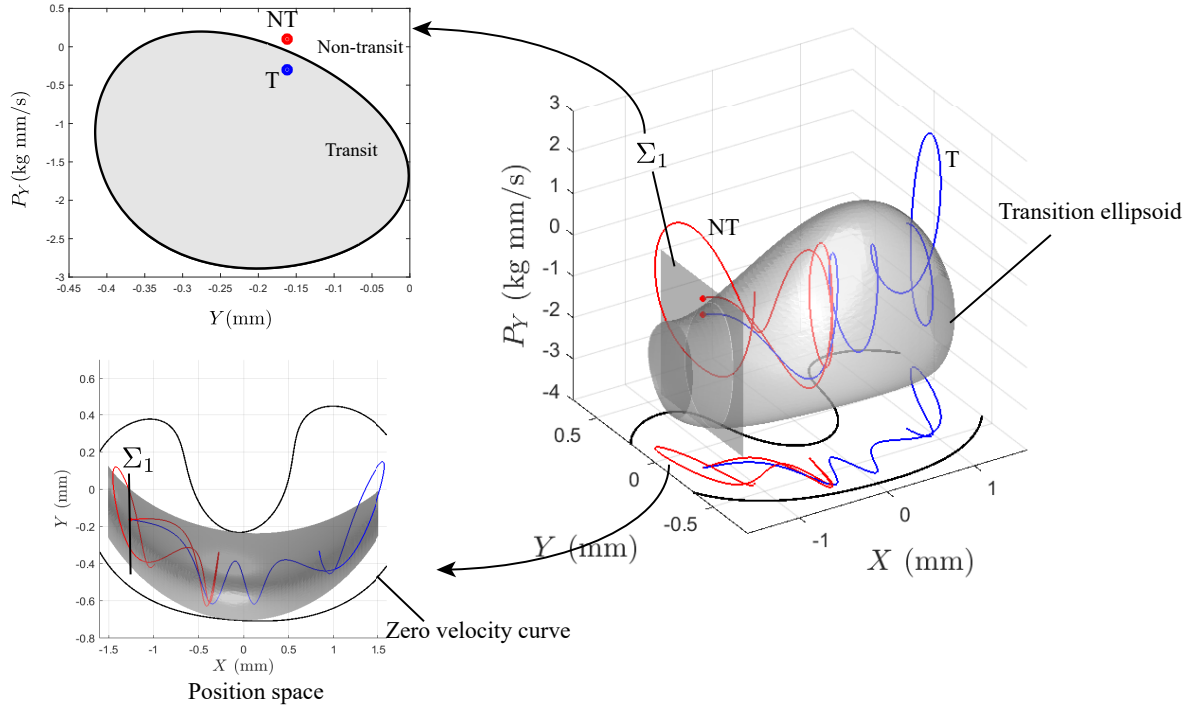 0.5
0
-0.5
-1
-1.5
-2
-2.5
-3
-0.45
-0.4
-0.35
-0.3
-0.25
-0.2
-0.15
-0.1
-0.05
0
P_Y (kg mm/s)
Y (mm)
NT
Non-transit
T
Transit
Σ₁
3
2
1
0
-1
-2
-3
-4
P_Y (kg mm/s)
NT
T
Transition ellipsoid
0.5
0
-0.5
Y (mm)
-1
0
1
X (mm)
0.6
0.4
0.2
0
-0.2
-0.4
-0.6
-0.8
Y (mm)
Σ₁
-1.5
-1
-0.5
0
0.5
1
1.5
X (mm)
Zero velocity curve
Position space